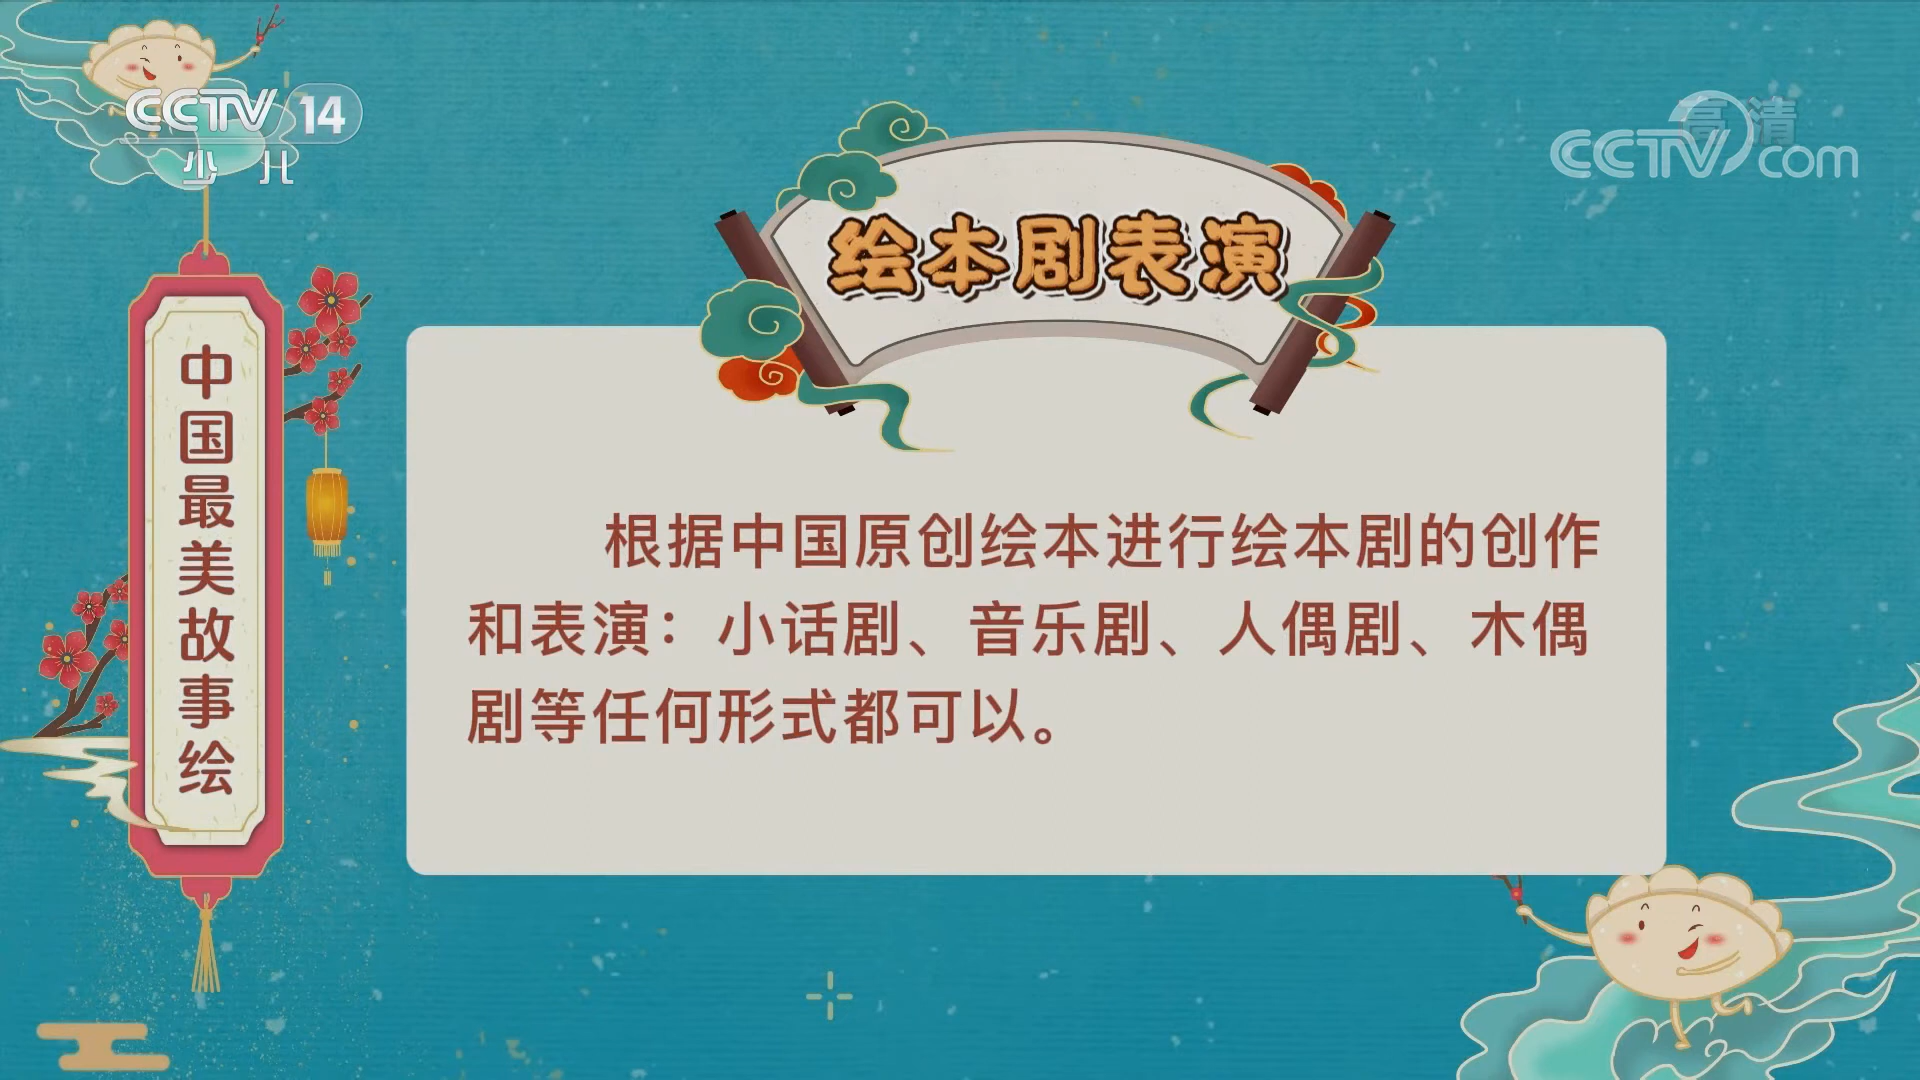 CCTV 14
少儿
高清
CCTV com
绘本剧表演
中国最美故事绘
根据中国原创绘本进行绘本剧的创作
和表演：小话剧、音乐剧、人偶剧、木偶
剧等任何形式都可以。